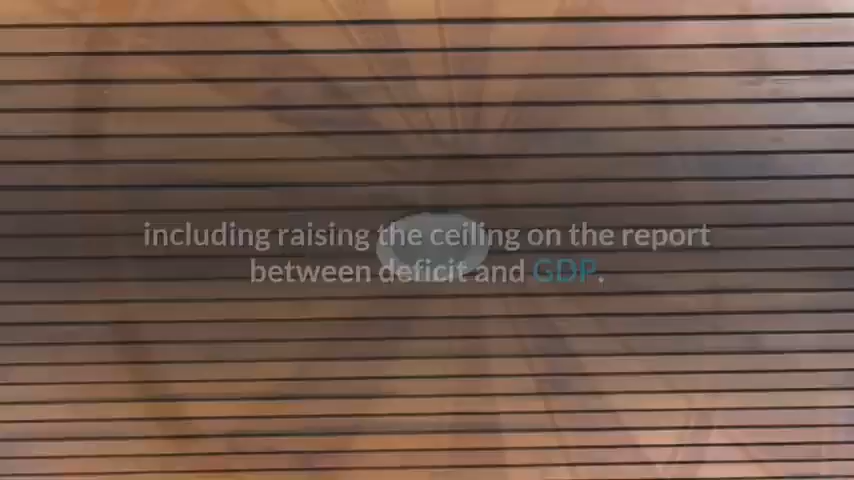 including raising the ceiling on the report
between deficit and GDP.